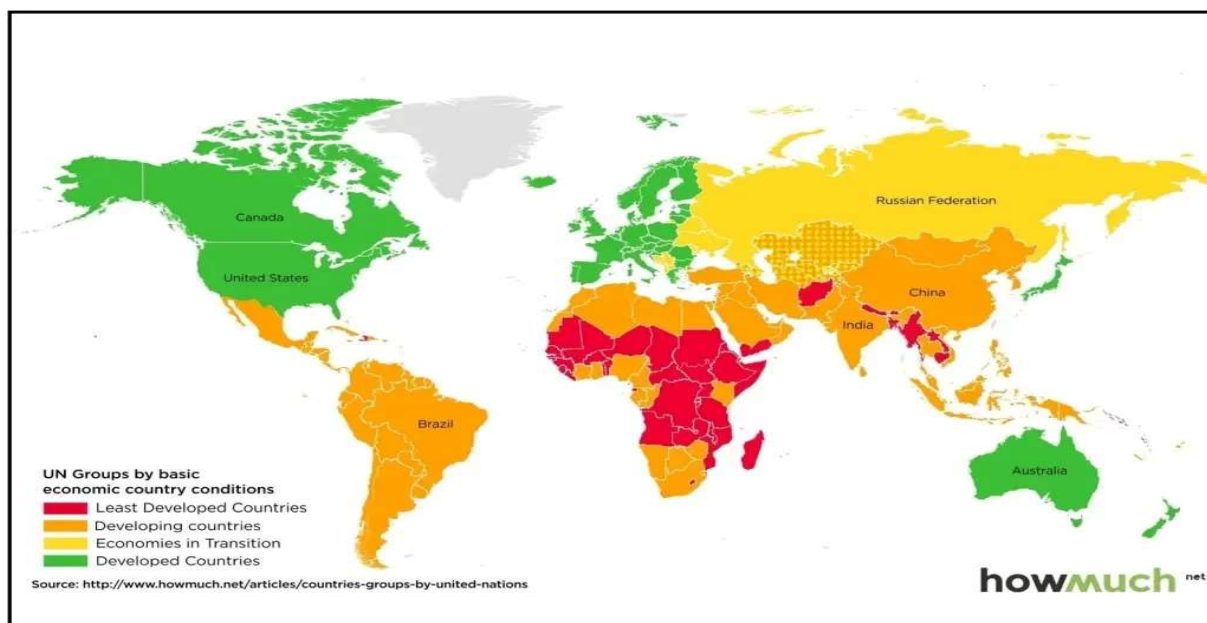 Canada
Russian Federation
United States
China
India
Brazil
Australia
UN Groups by basic
economic country conditions
Least Developed Countries
Developing countries
Economies in Transition
Developed Countries
Source: http://www.howmuch.net/articles/countries-groups-by-united-nations
howmuch net